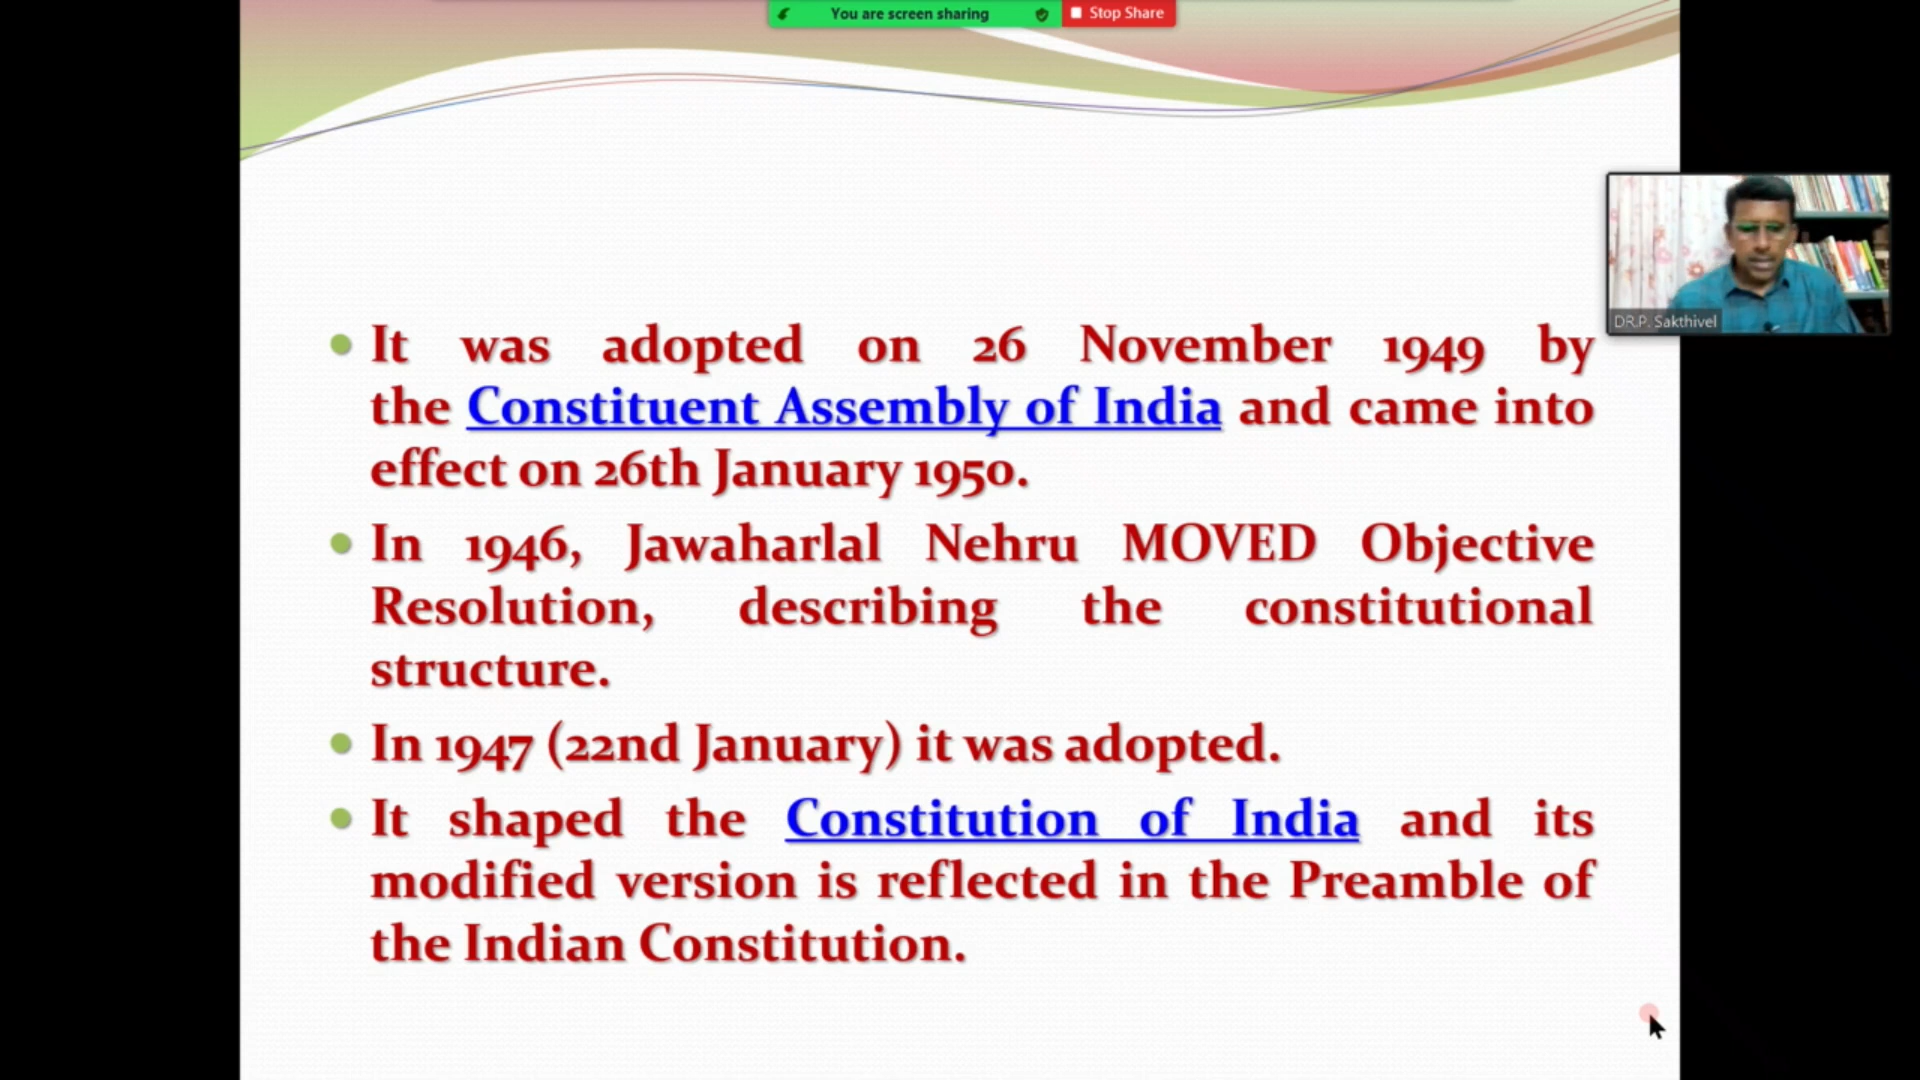 You are screen sharing
Stop Share
DR.P. Sakthivel
It was adopted on 26 November 1949 by
the Constituent Assembly of India and came into
effect on 26th January 1950.
In 1946, Jawaharlal Nehru MOVED Objective
Resolution, describing the constitutional
structure.
In 1947 (22nd January) it was adopted.
It shaped the Constitution of India and its
modified version is reflected in the Preamble of
the Indian Constitution.